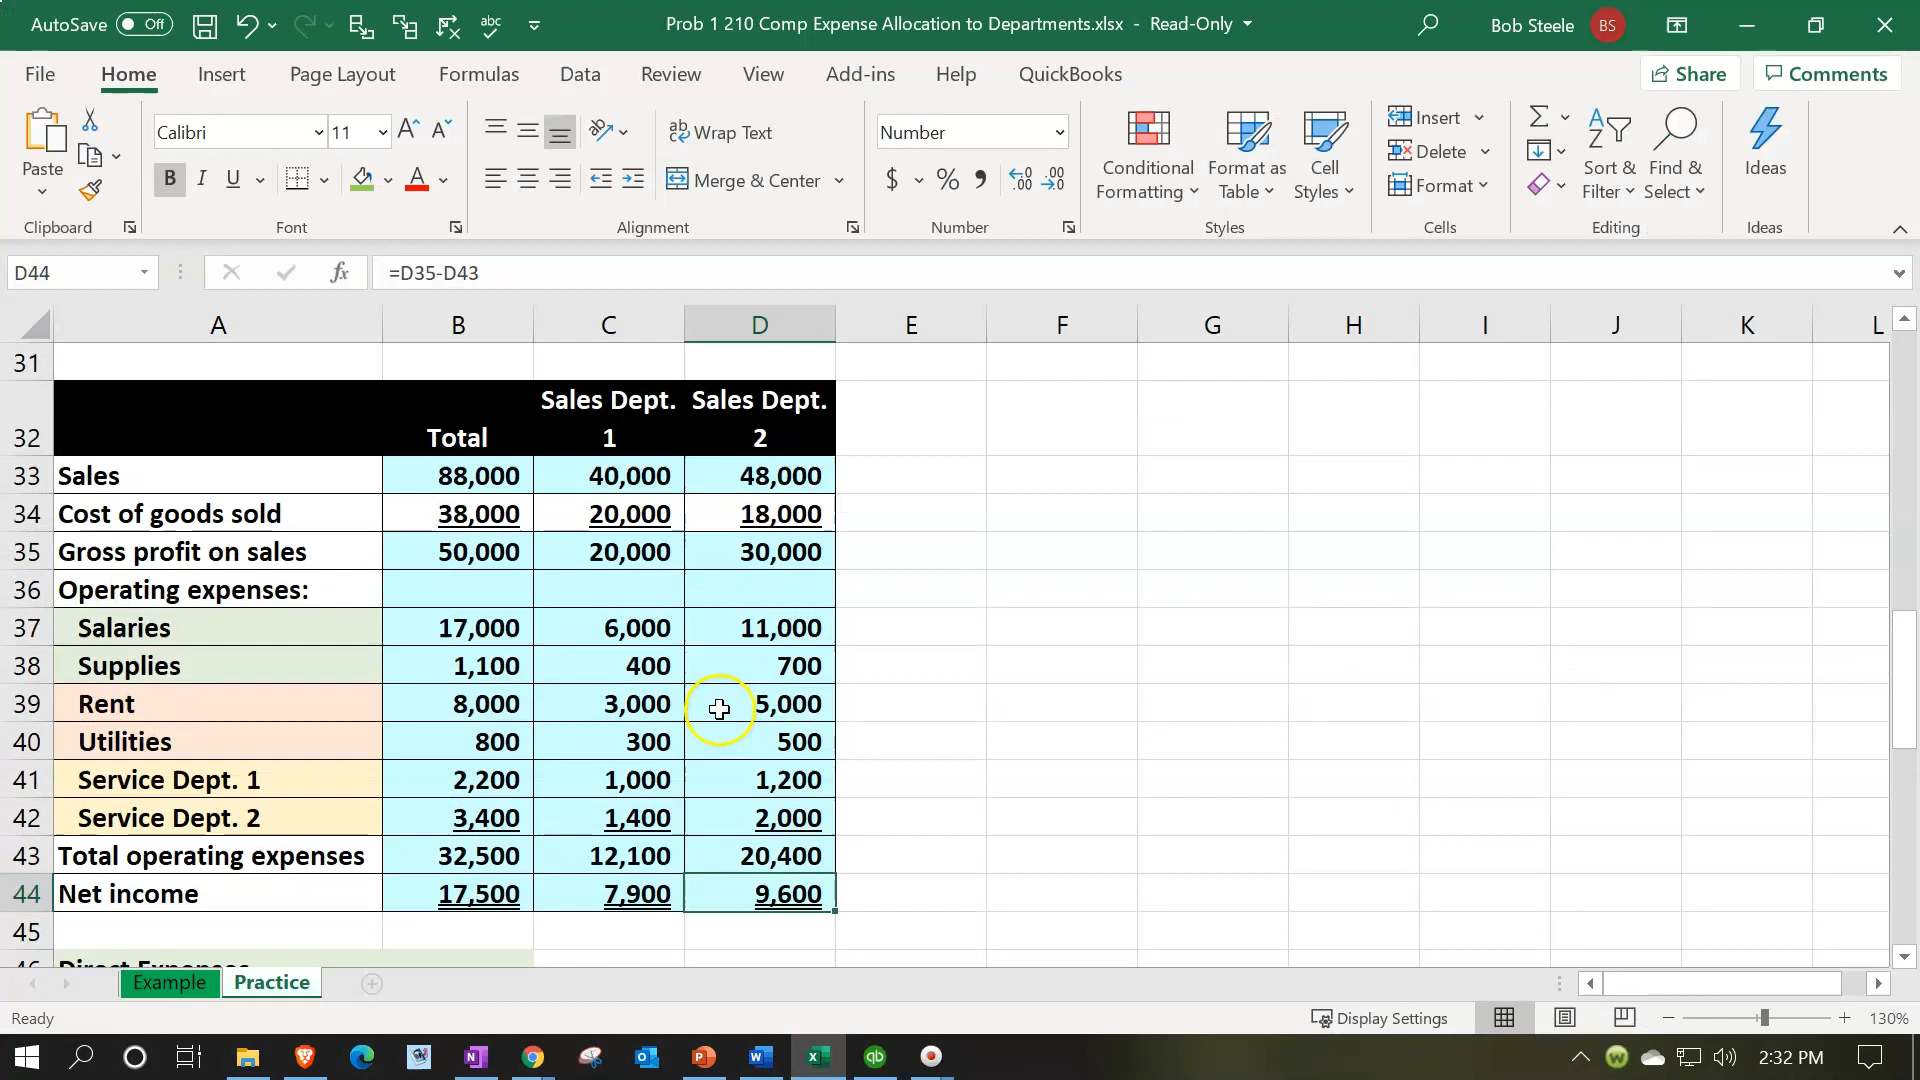 AutoSave Off
abc
Prob 1 210 Comp Expense Allocation to Departments.xlsx - Read-Only
Bob Steele BS
File Home Insert Page Layout Formulas Data Review View Add-ins Help QuickBooks
Share Comments
Paste
Calibri 11 A A
B I U A
ab Wrap Text
Merge & Center
Number
$ % 9 .00 .00
Conditional Formatting
Format as Table
Cell Styles
Insert
Delete
Format
Sort & Filter
Find & Select
Ideas
Clipboard Font Alignment Number Styles Cells Editing Ideas
D44 fx =D35-D43
A B C D E F G H I J K L
31
32 Total Sales Dept. 1 Sales Dept. 2
33 Sales 88,000 40,000 48,000
34 Cost of goods sold 38,000 20,000 18,000
35 Gross profit on sales 50,000 20,000 30,000
36 Operating expenses:
37 Salaries 17,000 6,000 11,000
38 Supplies 1,100 400 700
39 Rent 8,000 3,000 5,000
40 Utilities 800 300 500
41 Service Dept. 1 2,200 1,000 1,200
42 Service Dept. 2 3,400 1,400 2,000
43 Total operating expenses 32,500 12,100 20,400
44 Net income 17,500 7,900 9,600
45
46 Direct Expenses
Example Practice
Ready Display Settings 130%
2:32 PM